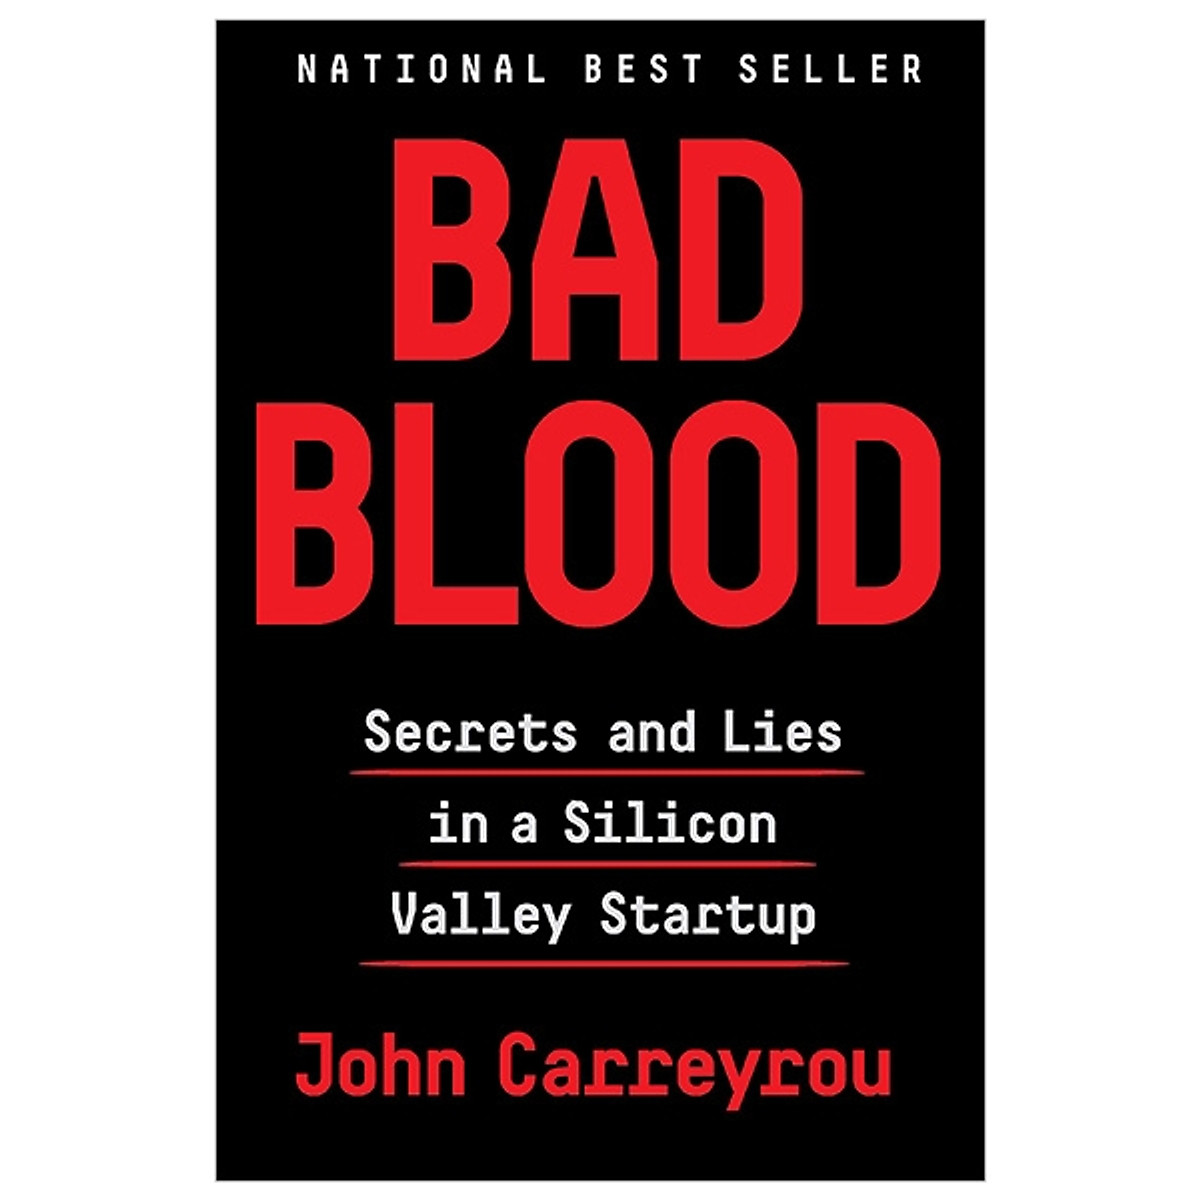 NATIONAL BEST SELLER
BAD
BLOOD
Secrets and Lies
in a Silicon
Valley Startup
John Carreyrou